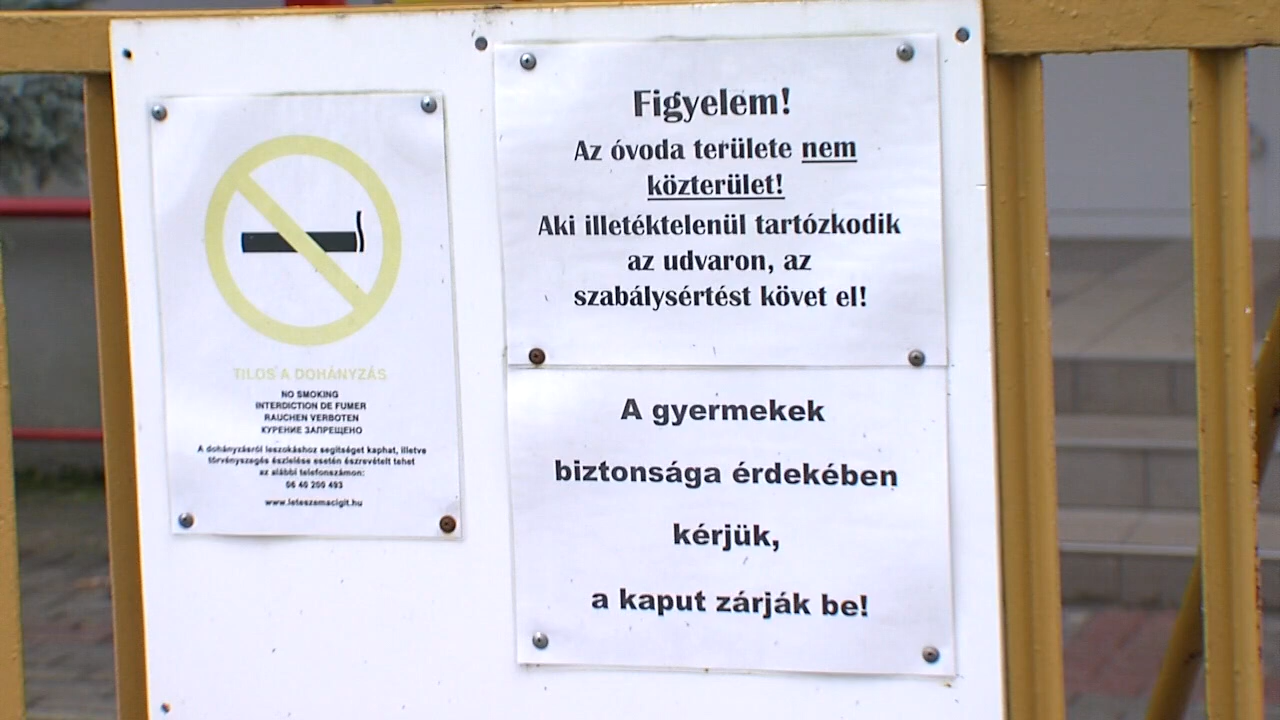 TILOS A DOHÁNYZÁS
NO SMOKING
INTERDICTION DE FUMER
RAUCHEN VERBOTEN
КУРЕНИЕ ЗАПРЕЩЕНО
A dohányzásról leszokáshoz segítséget kaphat, illetve
törvényszegés észlelése esetén észrevételt tehet
az alábbi telefonszámon:
06 40 200 493
www.leteszemacigit.hu
Figyelem!
Az óvoda területe nem
közterület!
Aki illetéktelenül tartózkodik
az udvaron, az
szabálysértést követ el!
A gyermekek
biztonsága érdekében
kérjük,
a kaput zárják be!